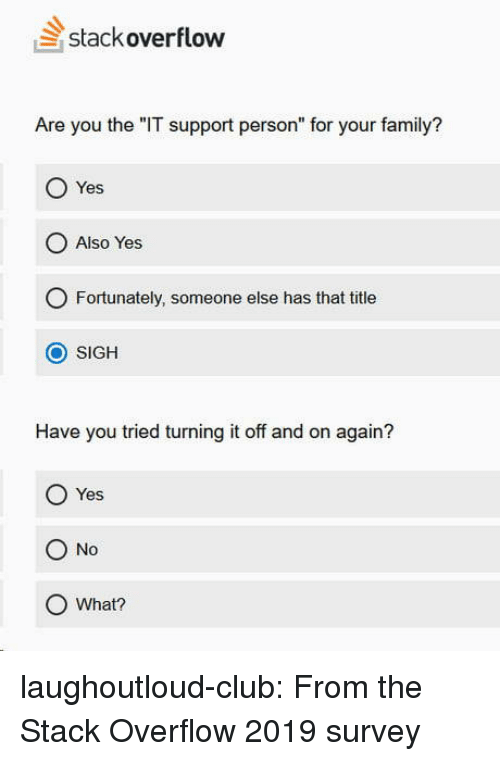 stackoverflow
Are you the "IT support person" for your family?
Yes
Also Yes
Fortunately, someone else has that title
SIGH
Have you tried turning it off and on again?
Yes
No
What?
laughoutloud-club: From the
Stack Overflow 2019 survey